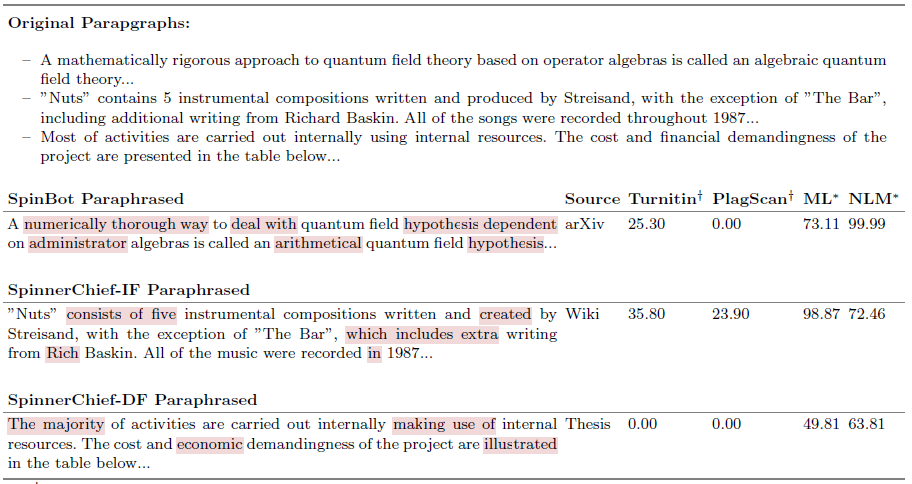 Original Parapgraphs:
– A mathematically rigorous approach to quantum field theory based on operator algebras is called an algebraic quantum
field theory...
– ”Nuts” contains 5 instrumental compositions written and produced by Streisand, with the exception of ”The Bar”,
including additional writing from Richard Baskin. All of the songs were recorded throughout 1987...
– Most of activities are carried out internally using internal resources. The cost and financial demandingness of the
project are presented in the table below...
SpinBot Paraphrased Source Turnitin† PlagScan† ML* NLM*
A numerically thorough way to deal with quantum field hypothesis dependent arXiv 25.30 0.00 73.11 99.99
on administrator algebras is called an arithmetical quantum field hypothesis...
SpinnerChief-IF Paraphrased
”Nuts” consists of five instrumental compositions written and created by Wiki 35.80 23.90 98.87 72.46
Streisand, with the exception of ”The Bar”, which includes extra writing
from Rich Baskin. All of the music were recorded in 1987...
SpinnerChief-DF Paraphrased
The majority of activities are carried out internally making use of internal Thesis 0.00 0.00 49.81 63.81
resources. The cost and economic demandingness of the project are illustrated
in the table below...